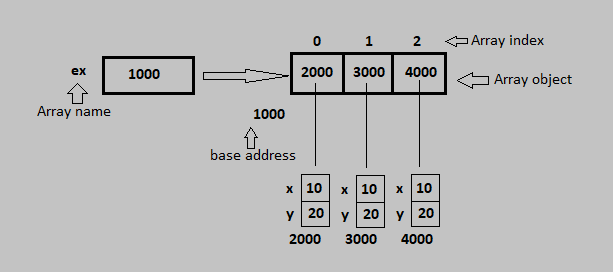 0 1 2 Array index
ex 1000 2000 3000 4000 Array object
Array name
1000
base address
x 10 x 10 x 10
y 20 y 20 y 20
2000 3000 4000